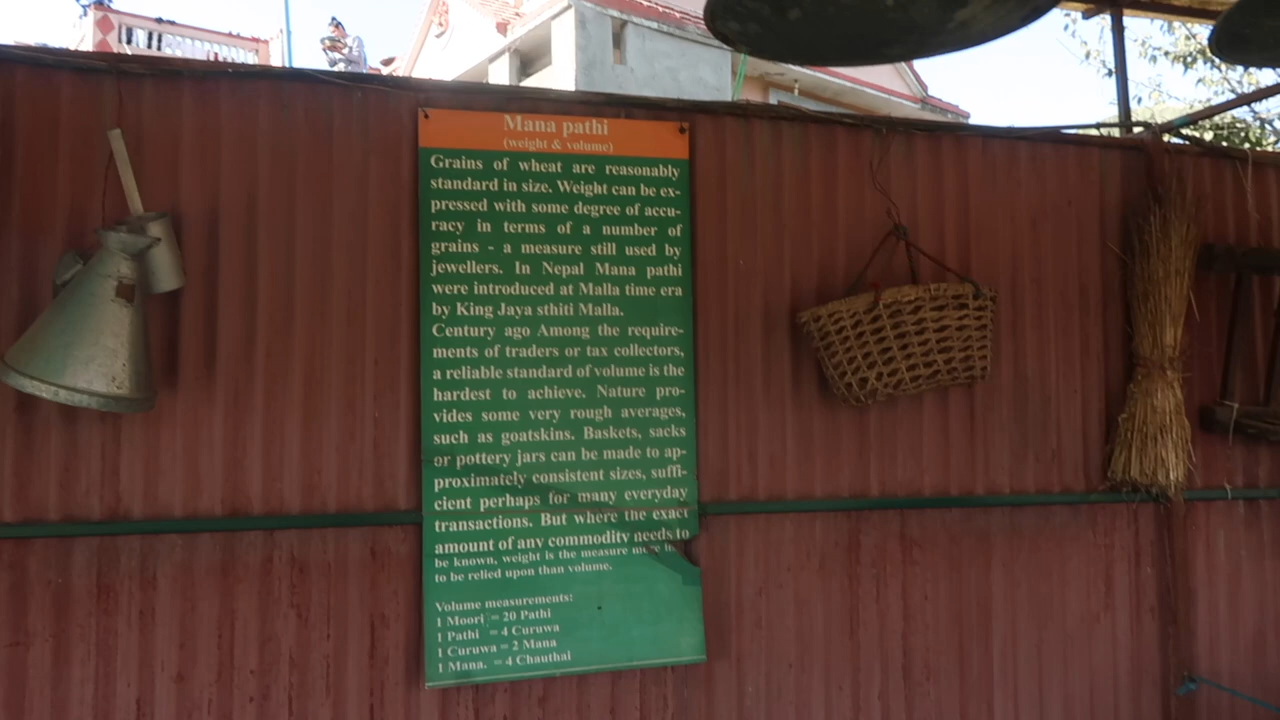 Mana pathi
(weight & volume)
Grains of wheat are reasonably
standard in size. Weight can be ex-
pressed with some degree of accu-
racy in terms of a number of
grains - a measure still used by
jewellers. In Nepal Mana pathi
were introduced at Malla time era
by King Jaya sthiti Malla.
Century ago Among the require-
ments of traders or tax collectors,
a reliable standard of volume is the
hardest to achieve. Nature pro-
vides some very rough averages,
such as goatskins. Baskets, sacks
or pottery jars can be made to ap-
proximately consistent sizes, suffi-
cient perhaps for many everyday
transactions. But where the exact
amount of any commodity needs to
be known, weight is the measure
to be relied upon than volume.
Volume measurements:
1 Moori = 20 Pathi
1 Pathi = 4 Curuwa
1 Curuwa = 2 Mana
1 Mana. = 4 Chauthai